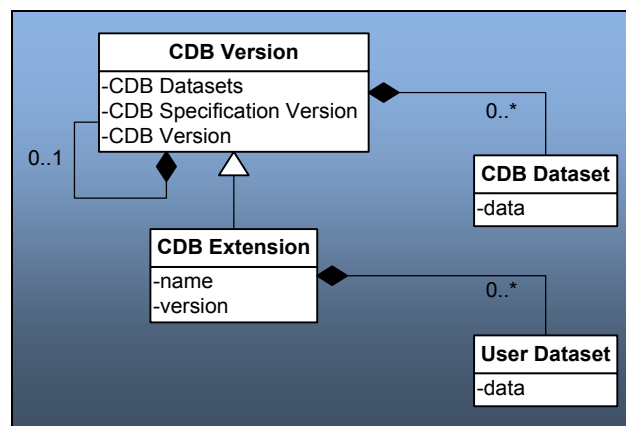 CDB Version
-CDB Datasets
-CDB Specification Version
-CDB Version
0..*
0..1
CDB Dataset
-data
CDB Extension
-name
-version
0..*
User Dataset
-data